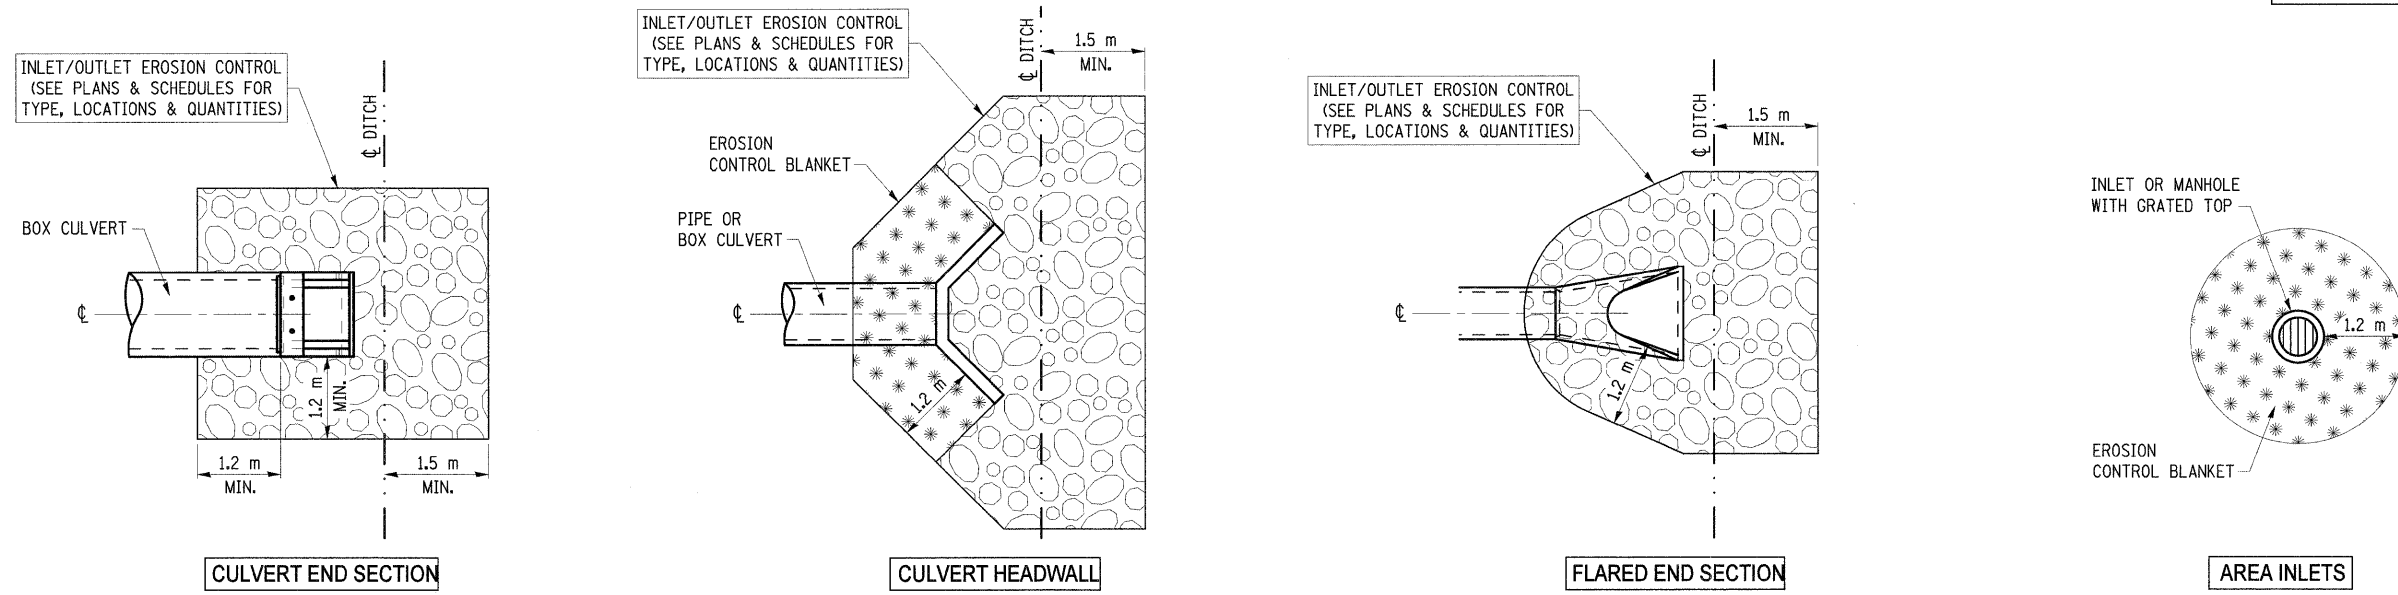 INLET/OUTLET EROSION CONTROL
(SEE PLANS & SCHEDULES FOR
TYPE, LOCATIONS & QUANTITIES)
℄ DITCH
BOX CULVERT
℄
1.2 m
MIN.
1.2 m
MIN.
1.5 m
MIN.
CULVERT END SECTION
INLET/OUTLET EROSION CONTROL
(SEE PLANS & SCHEDULES FOR
TYPE, LOCATIONS & QUANTITIES)
℄ DITCH
1.5 m
MIN.
EROSION
CONTROL BLANKET
PIPE OR
BOX CULVERT
℄
1.2 m
CULVERT HEADWALL
INLET/OUTLET EROSION CONTROL
(SEE PLANS & SCHEDULES FOR
TYPE, LOCATIONS & QUANTITIES)
℄ DITCH
1.5 m
MIN.
℄
1.2 m
FLARED END SECTION
INLET OR MANHOLE
WITH GRATED TOP
1.2 m
EROSION
CONTROL BLANKET
AREA INLETS